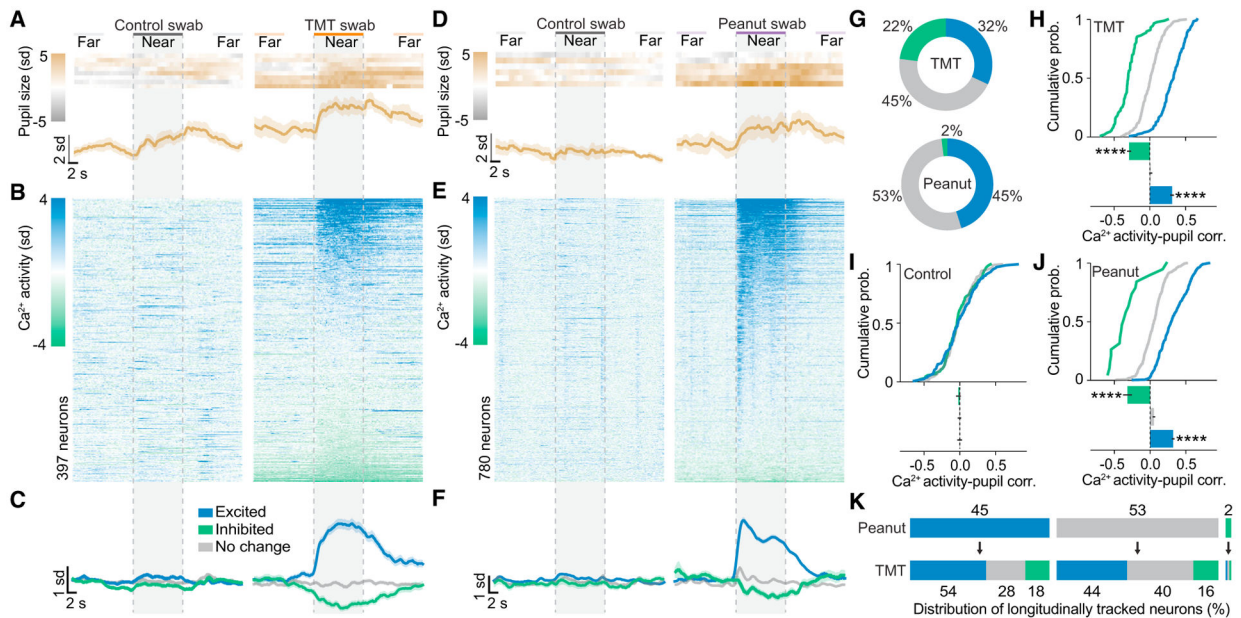 A
Control swab
TMT swab
Far
Near
Far
Far
Near
Far
Pupil size (sd)
5
-5
2 sd
2 s
B
Ca²⁺ activity (sd)
4
-4
397 neurons
C
Excited
Inhibited
No change
1 sd
2 s
D
Control swab
Peanut swab
Far
Near
Far
Far
Near
Far
Pupil size (sd)
5
-5
2 sd
2 s
E
Ca²⁺ activity (sd)
4
-4
780 neurons
F
1 sd
2 s
G
22%
32%
TMT
45%
2%
53%
Peanut
45%
H
TMT
Cumulative prob.
1
0.5
0
****
****
-0.5 0.0 0.5
Ca²⁺ activity-pupil corr.
I
Control
Cumulative prob.
1
0.5
0
-0.5 0.0 0.5
Ca²⁺ activity-pupil corr.
J
Peanut
Cumulative prob.
1
0.5
0
****
****
-0.5 0.0 0.5
Ca²⁺ activity-pupil corr.
K
45 53 2
Peanut
TMT
54 28 18 44 40 16
Distribution of longitudinally tracked neurons (%)